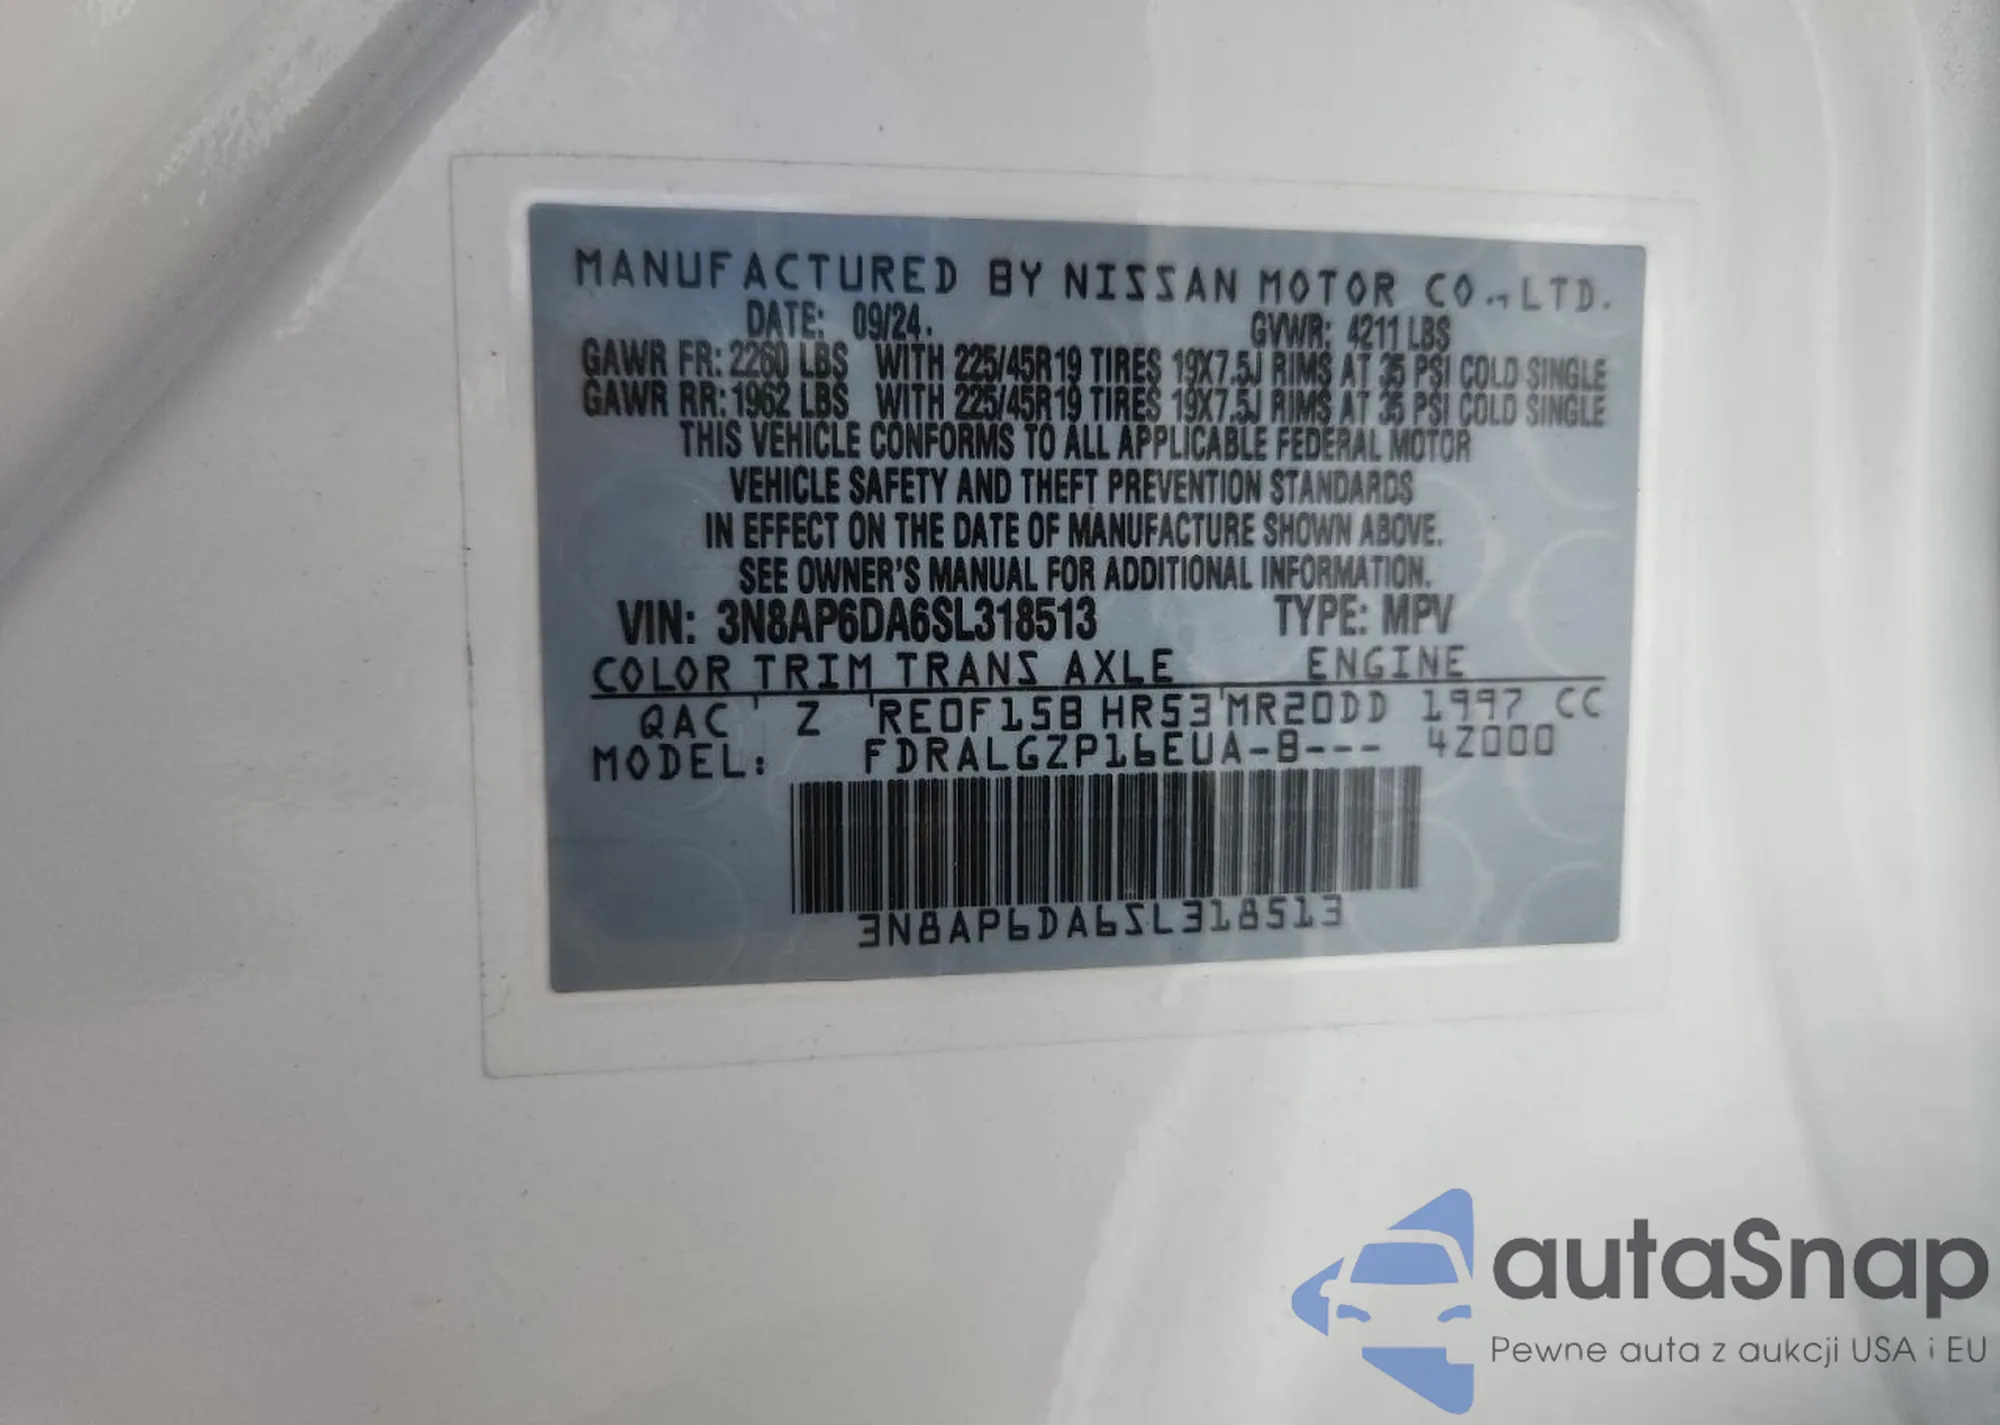 MANUFACTURED BY NISSAN MOTOR CO., LTD.
DATE: 09/24. GVWR: 4211 LBS
GAWR FR: 2260 LBS WITH 225/45R19 TIRES 19X7.5J RIMS AT 35 PSI COLD SINGLE
GAWR RR: 1962 LBS WITH 225/45R19 TIRES 19X7.5J RIMS AT 35 PSI COLD SINGLE
THIS VEHICLE CONFORMS TO ALL APPLICABLE FEDERAL MOTOR
VEHICLE SAFETY AND THEFT PREVENTION STANDARDS
IN EFFECT ON THE DATE OF MANUFACTURE SHOWN ABOVE.
SEE OWNER'S MANUAL FOR ADDITIONAL INFORMATION.
VIN: 3N8AP6DA6SL318513 TYPE: MPV
COLOR TRIM TRANS AXLE ENGINE
QAC Z RE0F15B HR53 MR20DD 1997 CC
MODEL: FDRALGZP16EUA-B--- 4Z000
3N8AP6DA6SL318513
autaSnap
Pewne auta z aukcji USA i EU